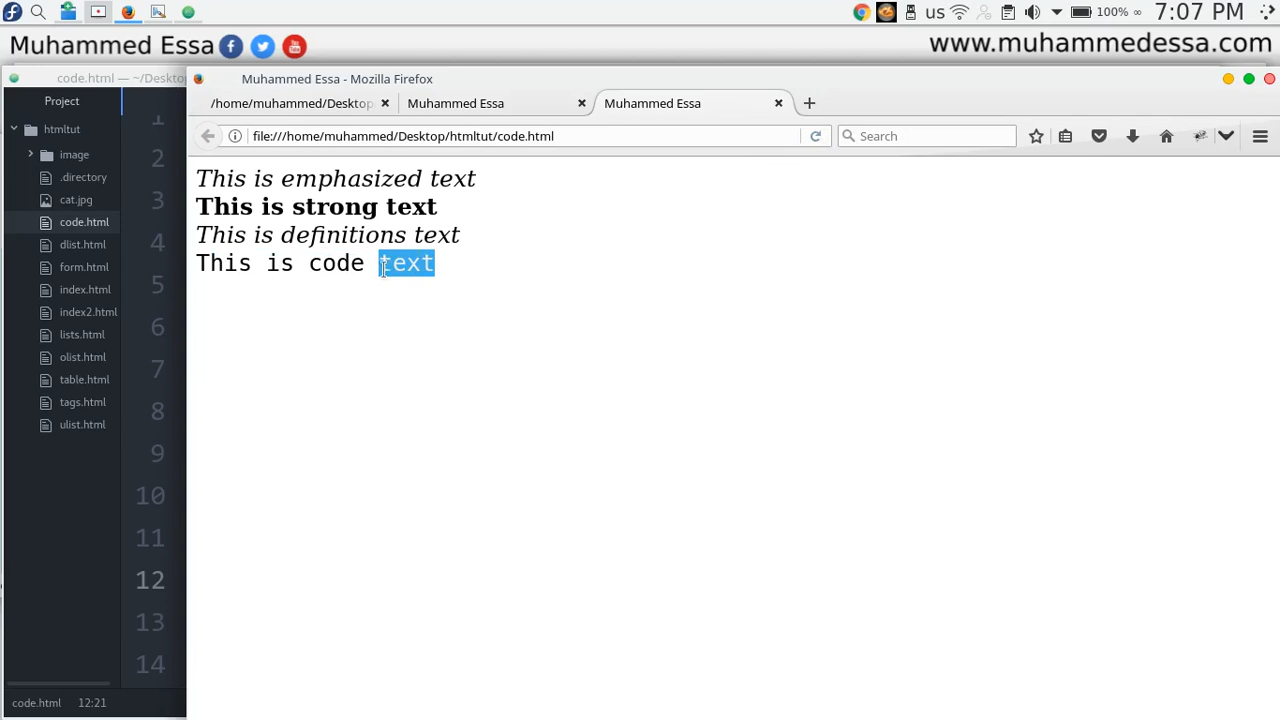 us
100%
7:07 PM
Muhammed Essa
www.muhammedessa.com
code.html — ~/Desktop
Muhammed Essa - Mozilla Firefox
Project
/home/muhammed/Desktop
Muhammed Essa
Muhammed Essa
file:///home/muhammed/Desktop/htmltut/code.html
Search
htmltut
image
.directory
cat.jpg
code.html
dlist.html
form.html
index.html
index2.html
lists.html
olist.html
table.html
tags.html
ulist.html
1
2
3
4
5
6
7
8
9
10
11
12
13
14
This is emphasized text
This is strong text
This is definitions text
This is code text
code.html 12:21